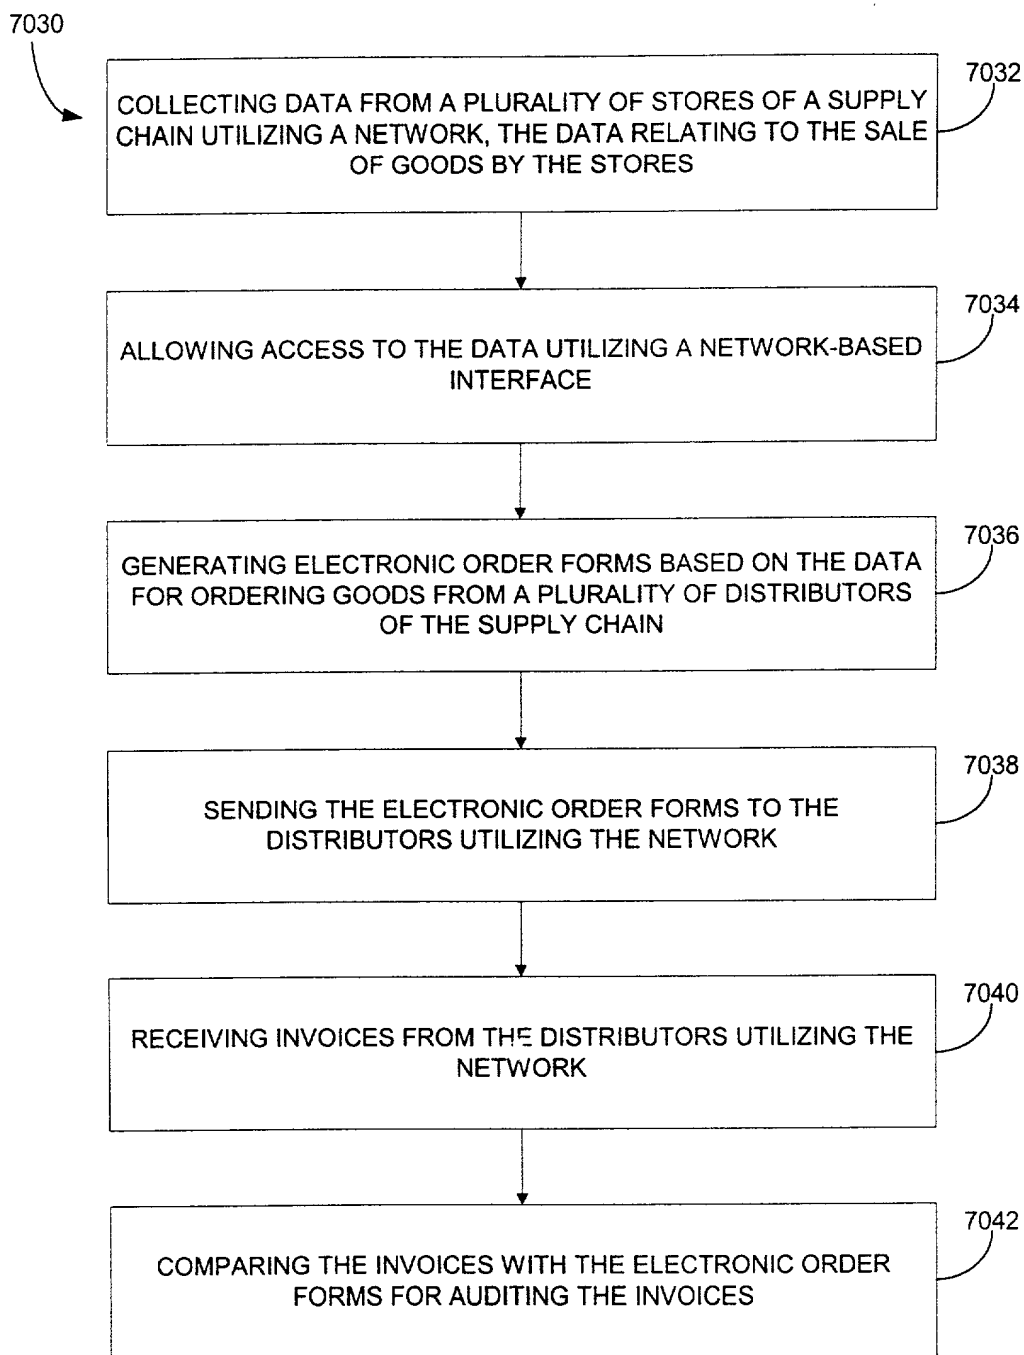 7030
7032
COLLECTING DATA FROM A PLURALITY OF STORES OF A SUPPLY
CHAIN UTILIZING A NETWORK, THE DATA RELATING TO THE SALE
OF GOODS BY THE STORES
7034
ALLOWING ACCESS TO THE DATA UTILIZING A NETWORK-BASED
INTERFACE
7036
GENERATING ELECTRONIC ORDER FORMS BASED ON THE DATA
FOR ORDERING GOODS FROM A PLURALITY OF DISTRIBUTORS
OF THE SUPPLY CHAIN
7038
SENDING THE ELECTRONIC ORDER FORMS TO THE
DISTRIBUTORS UTILIZING THE NETWORK
7040
RECEIVING INVOICES FROM THE DISTRIBUTORS UTILIZING THE
NETWORK
7042
COMPARING THE INVOICES WITH THE ELECTRONIC ORDER
FORMS FOR AUDITING THE INVOICES